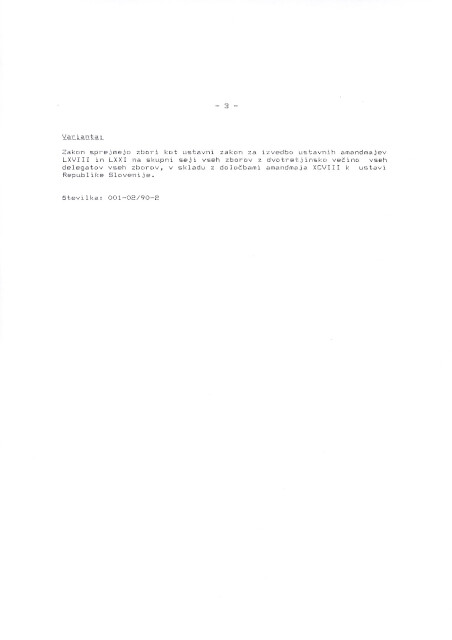 - 3 -
Varianta:
Zakon sprejmejo zbori kot ustavni zakon za izvedbo ustavnih amandmajev
LXVIII in LXXI na skupni seji vseh zborov z dvotretjinsko večino vseh
delegatov vseh zborov, v skladu z določbami amandmaja XCVIII k ustavi
Republike Slovenije.
Številka: 001-02/90-2